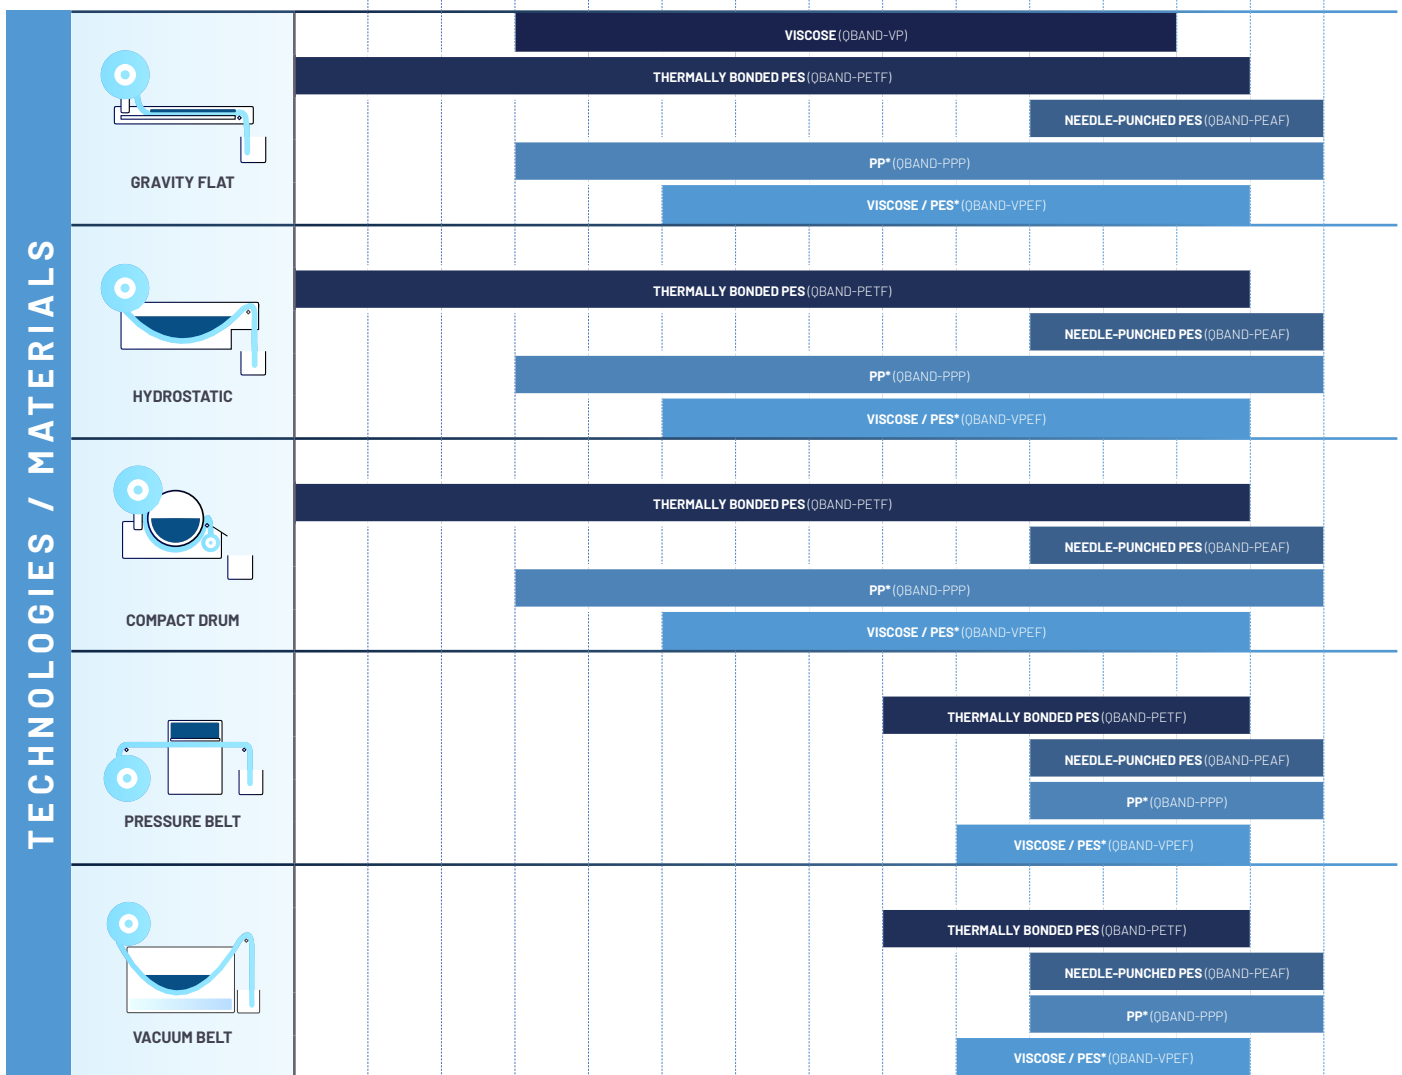 TECHNOLOGIES / MATERIALS
VISCOSE (QBAND-VP)
THERMALLY BONDED PES (QBAND-PETF)
NEEDLE-PUNCHED PES (QBAND-PEAF)
PP* (QBAND-PPP)
GRAVITY FLAT
VISCOSE / PES* (QBAND-VPEF)
THERMALLY BONDED PES (QBAND-PETF)
NEEDLE-PUNCHED PES (QBAND-PEAF)
PP* (QBAND-PPP)
HYDROSTATIC
VISCOSE / PES* (QBAND-VPEF)
THERMALLY BONDED PES (QBAND-PETF)
NEEDLE-PUNCHED PES (QBAND-PEAF)
PP* (QBAND-PPP)
COMPACT DRUM
VISCOSE / PES* (QBAND-VPEF)
THERMALLY BONDED PES (QBAND-PETF)
NEEDLE-PUNCHED PES (QBAND-PEAF)
PP* (QBAND-PPP)
PRESSURE BELT
VISCOSE / PES* (QBAND-VPEF)
THERMALLY BONDED PES (QBAND-PETF)
NEEDLE-PUNCHED PES (QBAND-PEAF)
PP* (QBAND-PPP)
VACUUM BELT
VISCOSE / PES* (QBAND-VPEF)